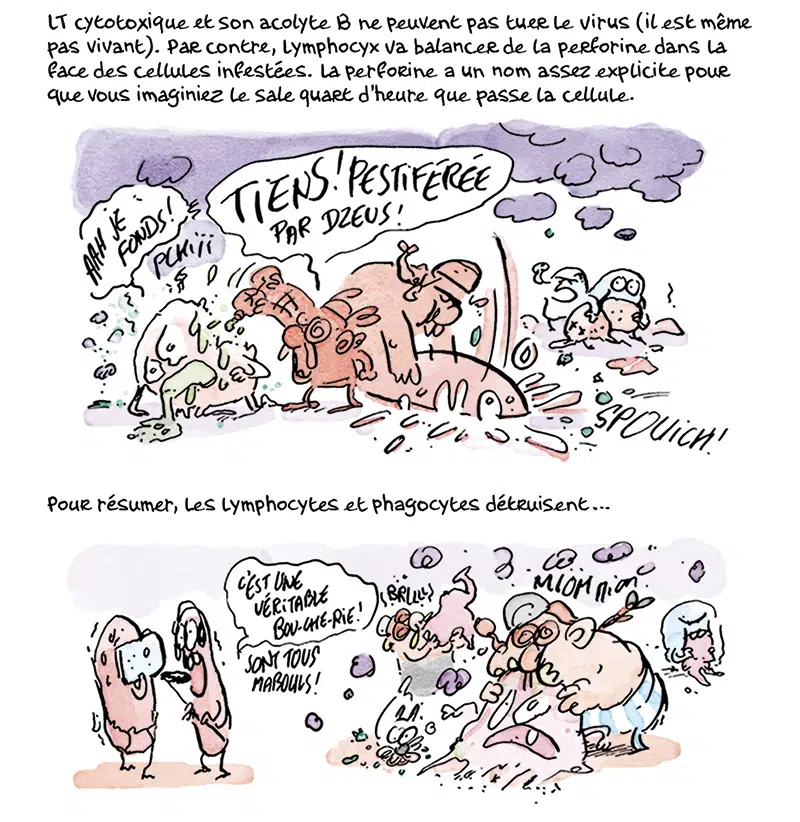 LT cytotoxique et son acolyte B ne peuvent pas tuer le virus (il est même
pas vivant). Par contre, Lymphocyx va balancer de la perforine dans la
face des cellules infestées. La perforine a un nom assez explicite pour
que vous imaginiez le sale quart d'heure que passe la cellule.
TIENS! PESTIFÉRÉE
PAR DZEUS!
AAH JE
FONDS!
PCHiii
SPOUiCH!
Pour résumer, les lymphocytes et phagocytes détruisent...
C'EST UNE
VÉRITABLE
BOU-CHE-RIE!
SONT TOUS
MABOULS!
MIOM MiOM